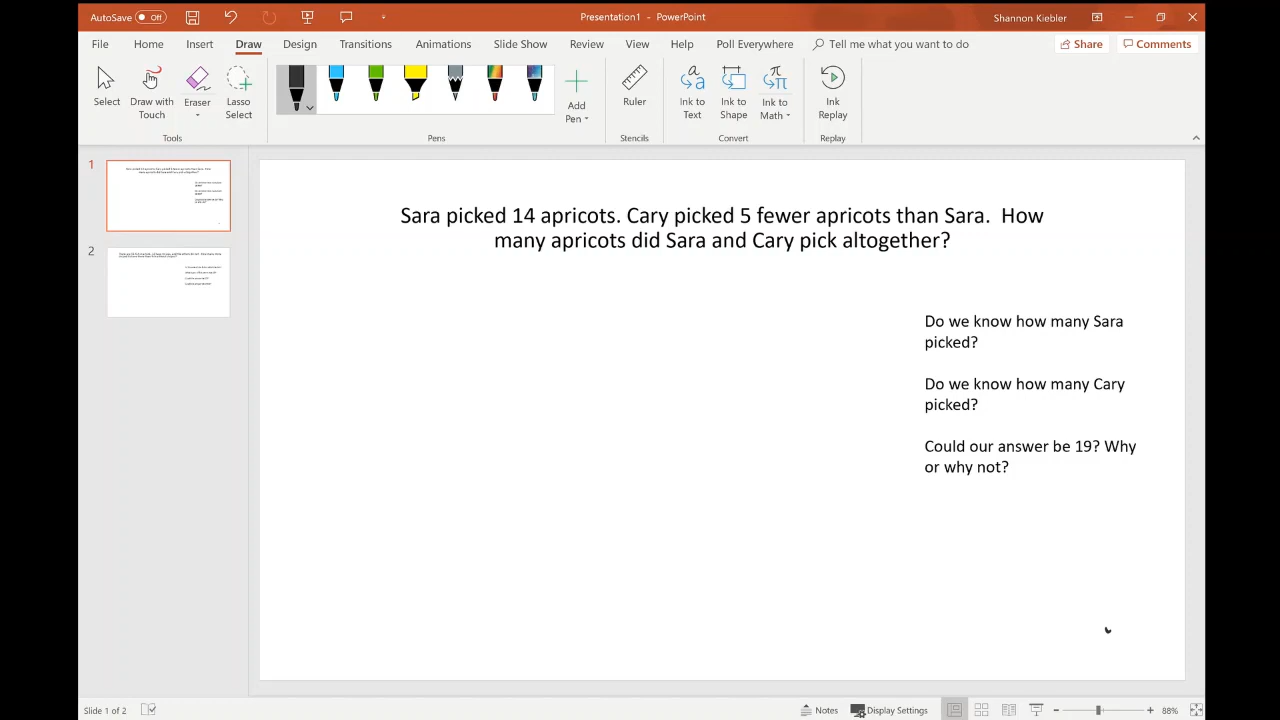 AutoSave Off Presentation1 - PowerPoint Shannon Kiebler
File Home Insert Draw Design Transitions Animations Slide Show Review View Help Poll Everywhere Tell me what you want to do Share Comments
Select Draw with Touch Eraser Lasso Select Add Pen Ruler Ink to Text Ink to Shape Ink to Math Ink Replay
Tools Pens Stencils Convert Replay
1
2
Sara picked 14 apricots. Cary picked 5 fewer apricots than Sara. How
many apricots did Sara and Cary pick altogether?
Do we know how many Sara
picked?
Do we know how many Cary
picked?
Could our answer be 19? Why
or why not?
Slide 1 of 2 Notes Display Settings 88%